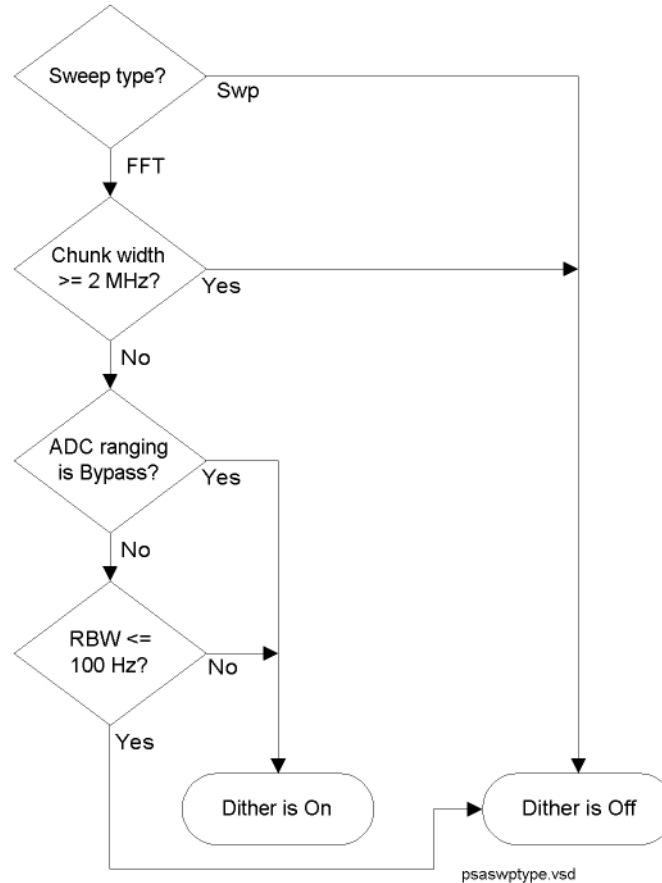 Sweep type?
Swp
FFT
Chunk width
>= 2 MHz?
Yes
No
ADC ranging
is Bypass?
Yes
No
RBW <=
100 Hz?
No
Yes
Dither is On
Dither is Off
psaswptype.vsd